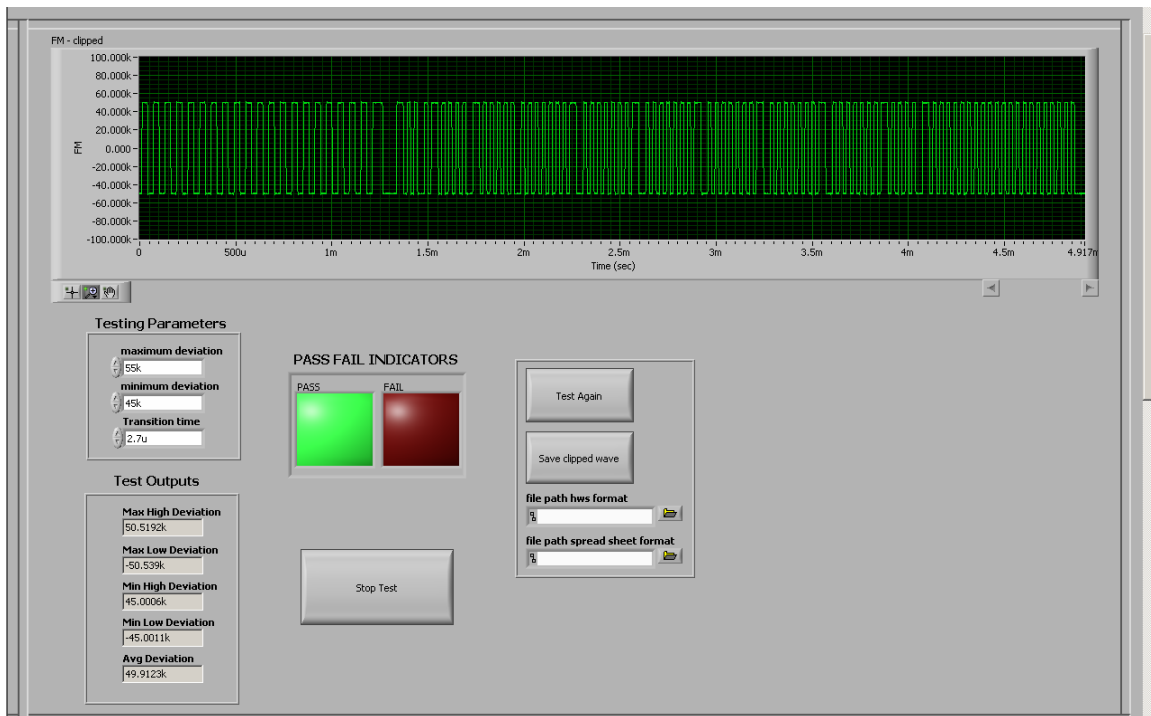 FM - clipped
100.000k
80.000k
60.000k
40.000k
20.000k
0.000
-20.000k
-40.000k
-60.000k
-80.000k
-100.000k
FM
0 500u 1m 1.5m 2m 2.5m 3m 3.5m 4m 4.5m 4.917m
Time (sec)
Testing Parameters
maximum deviation
55k
minimum deviation
45k
Transition time
2.7u
PASS FAIL INDICATORS
PASS FAIL
Test Again
Save clipped wave
file path hws format
file path spread sheet format
Test Outputs
Max High Deviation
50.5192k
Max Low Deviation
-50.539k
Min High Deviation
45.0006k
Min Low Deviation
-45.0011k
Avg Deviation
49.9123k
Stop Test